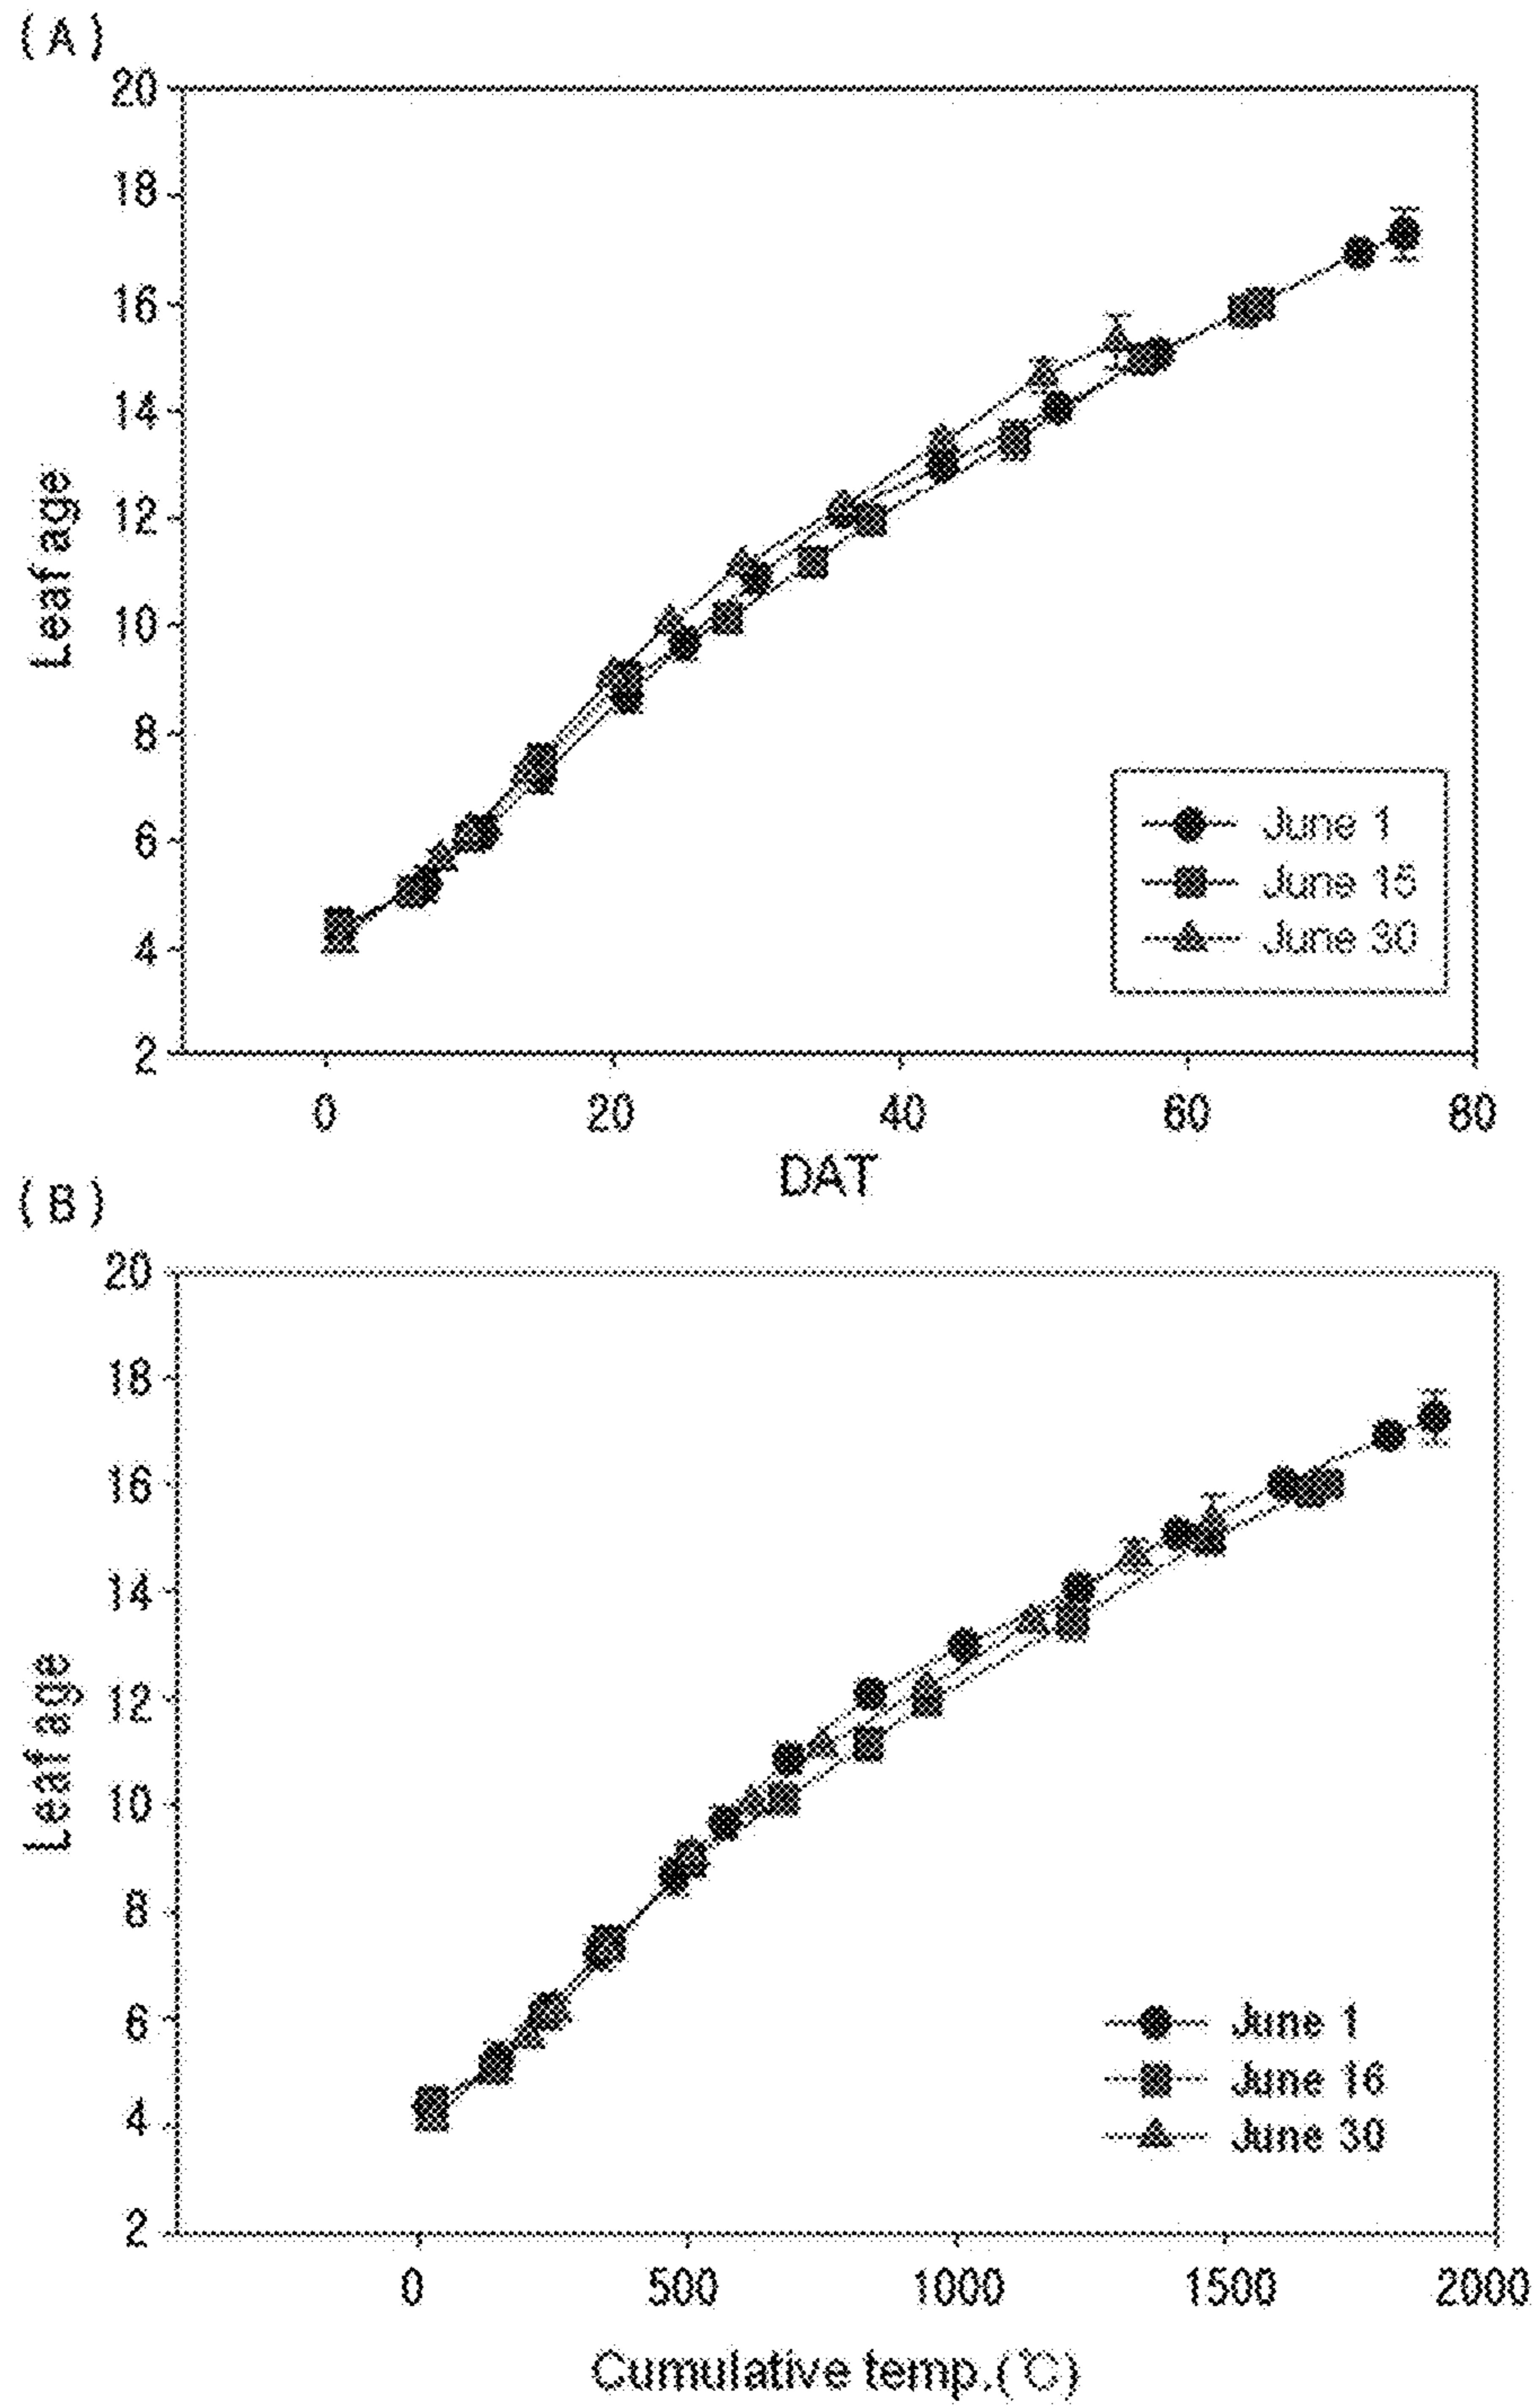 (A)
20
18
16
14
12
10
8
6
4
2
Leaf age
June 1
June 15
June 30
0 20 40 60 80
DAT
(B)
20
18
16
14
12
10
8
6
4
2
Leaf age
June 1
June 16
June 30
0 500 1000 1500 2000
Cumulative temp.(℃)